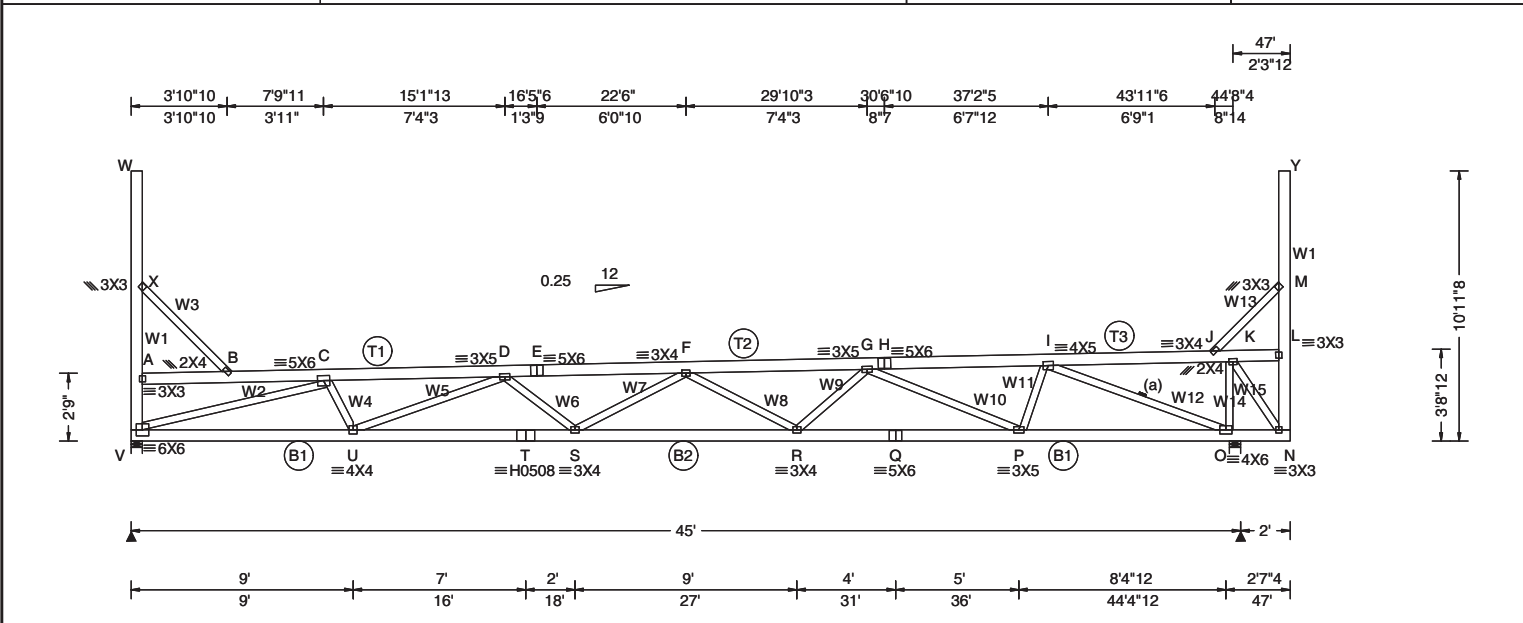 47'
2'3"12
3'10"10 7'9"11 15'1"13 16'5"6 22'6" 29'10"3 30'6"10 37'2"5 43'11"6 44'8"4
3'10"10 3'11" 7'4"3 1'3"9 6'0"10 7'4"3 8"7 6'7"12 6'9"1 8"14
W Y
W1
3X3 X 0.25 12 3X3 M
W3 W13
W1
A 2X4 B 5X6 C T1 3X5 D E 5X6 3X4 F T2 3X5 G H 5X6 I 4X5 T3 3X4 J K L 3X3
2X4
3X3 W2 W4 W5 W6 W7 W8 W9 W10 W11 (a) W12 W14 W15
2'9" 3'8"12 10'11"8
V 6X6 B1 U T S B2 R Q P B1 O 4X6 N
4X4 H0508 3X4 3X4 5X6 3X5 3X3
45' 2'
9' 7' 2' 9' 4' 5' 8'4"12 2'7"4
9' 16' 18' 27' 31' 36' 44'4"12 47'